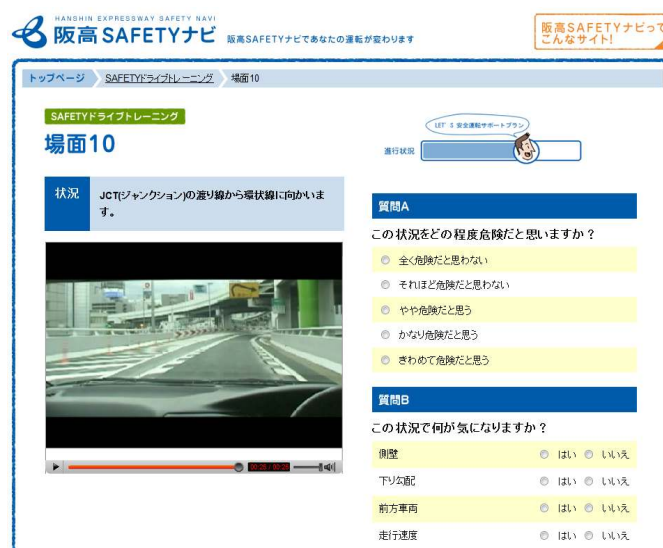 HANSHIN EXPRESSWAY SAFETY NAVI
阪高SAFETYナビ
阪高SAFETYナビであなたの運転が変わります
阪高SAFETYナビって
こんなサイト!
トップページ
SAFETYドライブトレーニング
場面10
SAFETYドライブトレーニング
場面10
LET'S 安全運転サポートプラン
進行状況
状況
JCT(ジャンクション)の渡り線から環状線に向かいま
す。
00:28 / 00:28
質問A
この状況をどの程度危険だと思いますか?
全く危険だと思わない
それほど危険だと思わない
やや危険だと思う
かなり危険だと思う
きわめて危険だと思う
質問B
この状況で何が気になりますか?
側壁 はい いいえ
下り勾配 はい いいえ
前方車両 はい いいえ
走行速度 はい いいえ